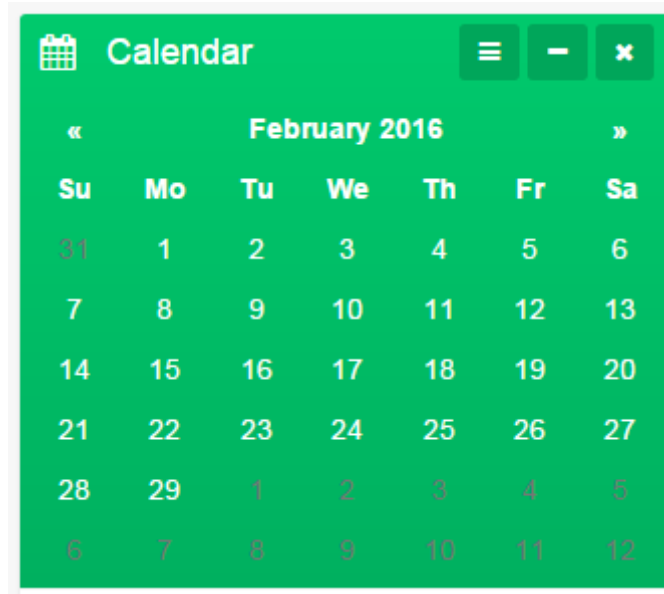 Calendar
« February 2016 »
Su Mo Tu We Th Fr Sa
31 1 2 3 4 5 6
7 8 9 10 11 12 13
14 15 16 17 18 19 20
21 22 23 24 25 26 27
28 29 1 2 3 4 5
6 7 8 9 10 11 12